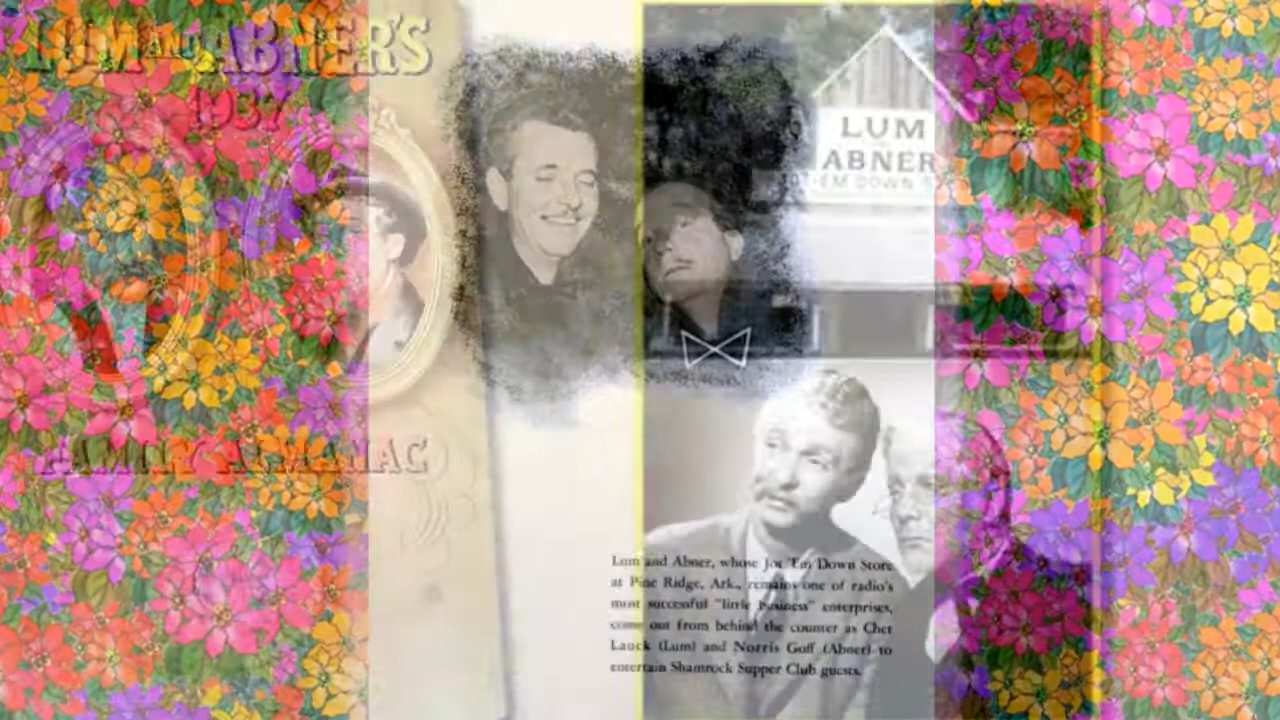 LUM AND ABNER'S
1937
FAMILY ALMANAC
LUM
ABNER
'EM DOWN
Lum and Abner, whose Jot 'Em Down Store
at Pine Ridge, Ark., remains one of radio's
most successful "little business" enterprises,
come out from behind the counter as Chet
Lauck (Lum) and Norris Goff (Abner) to
entertain Shamrock Supper Club guests.